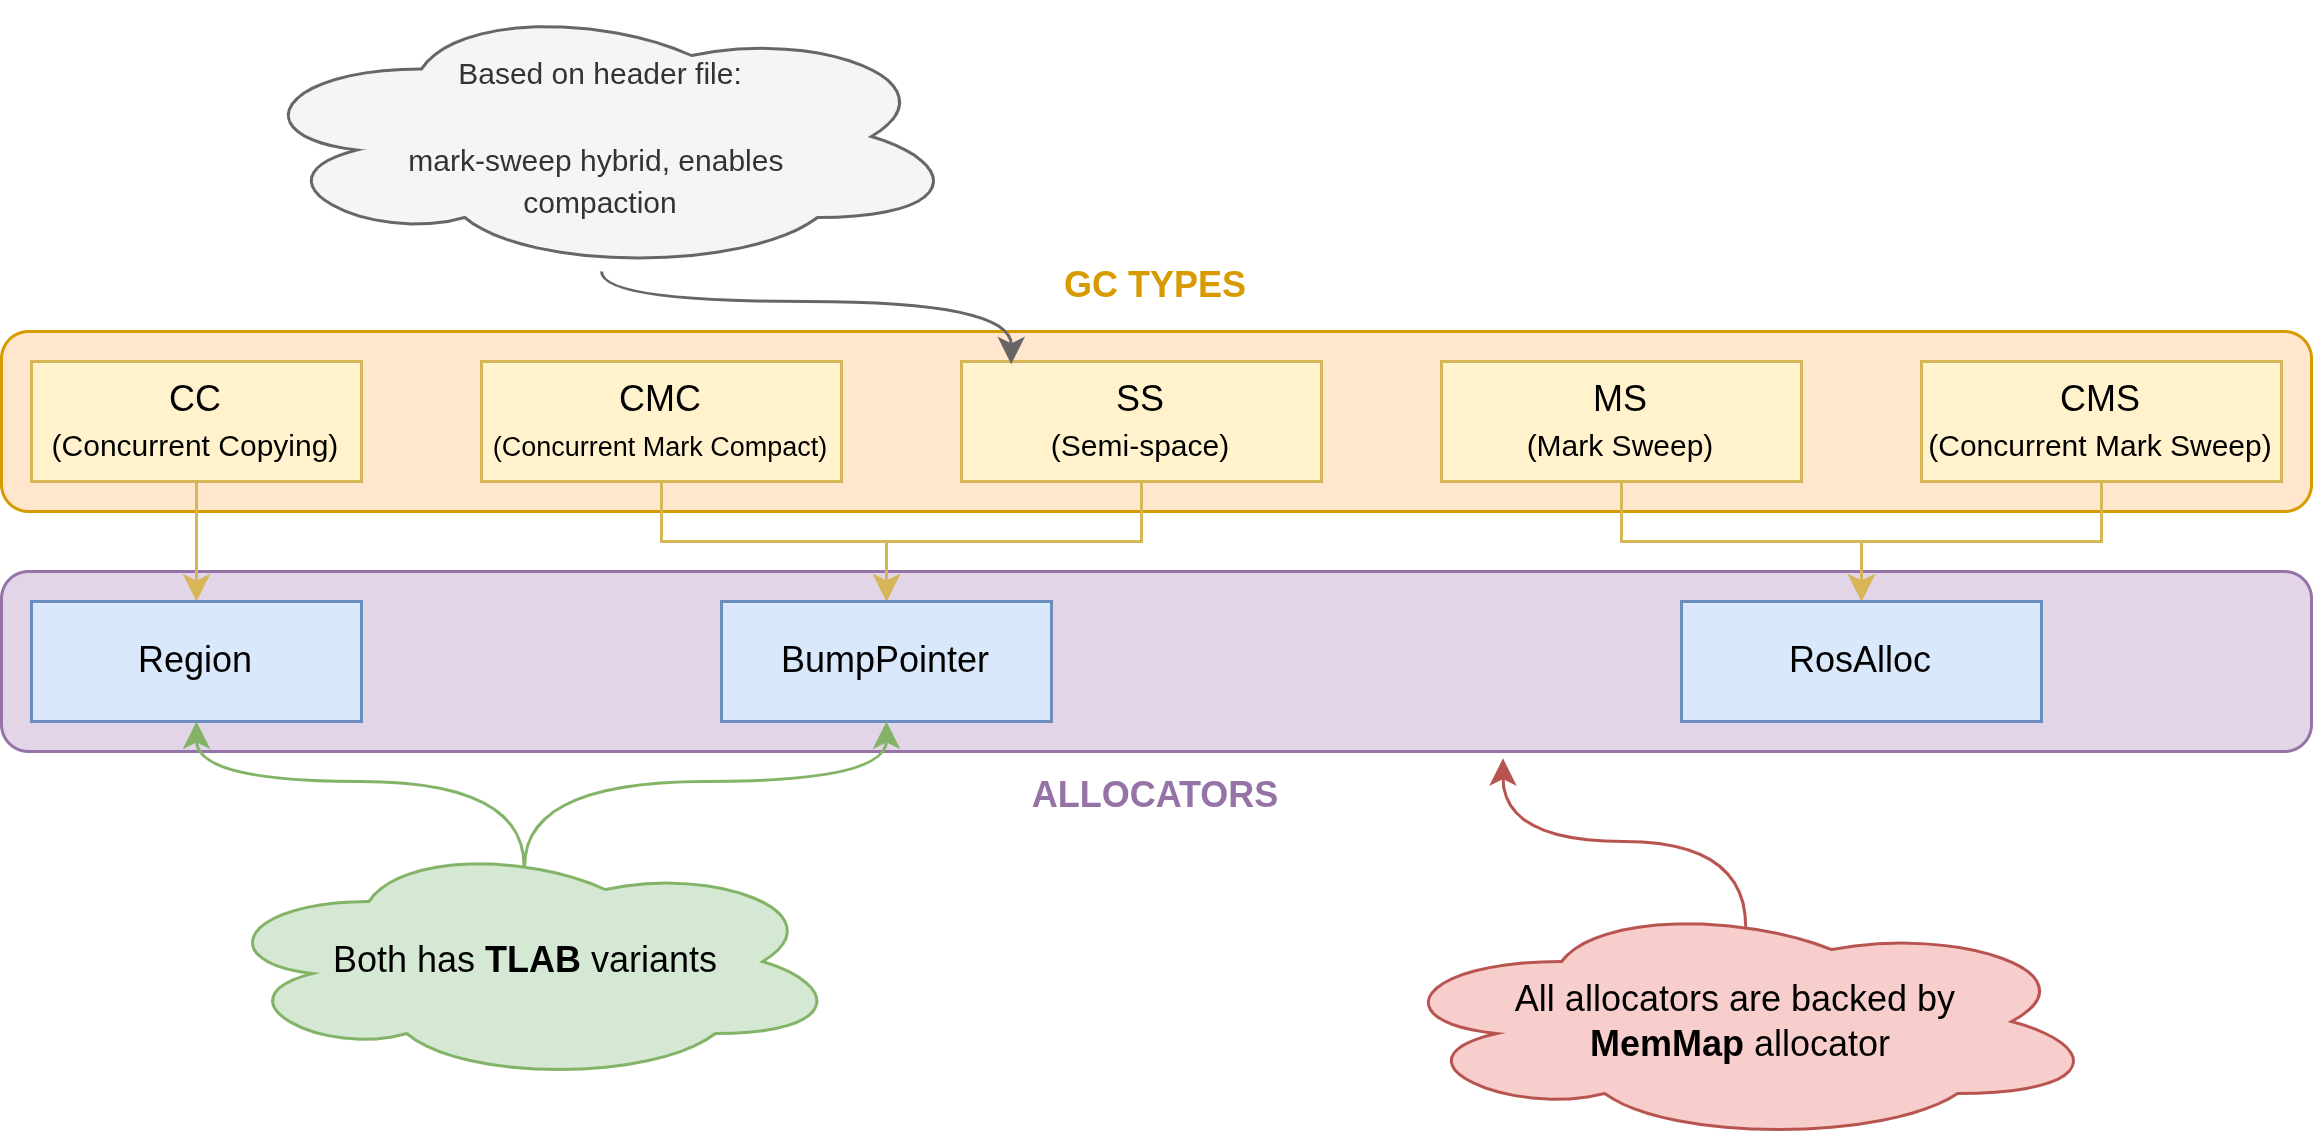 Based on header file:
mark-sweep hybrid, enables
compaction
GC TYPES
CC
(Concurrent Copying)
CMC
(Concurrent Mark Compact)
SS
(Semi-space)
MS
(Mark Sweep)
CMS
(Concurrent Mark Sweep)
Region
BumpPointer
RosAlloc
ALLOCATORS
Both has TLAB variants
All allocators are backed by
MemMap allocator